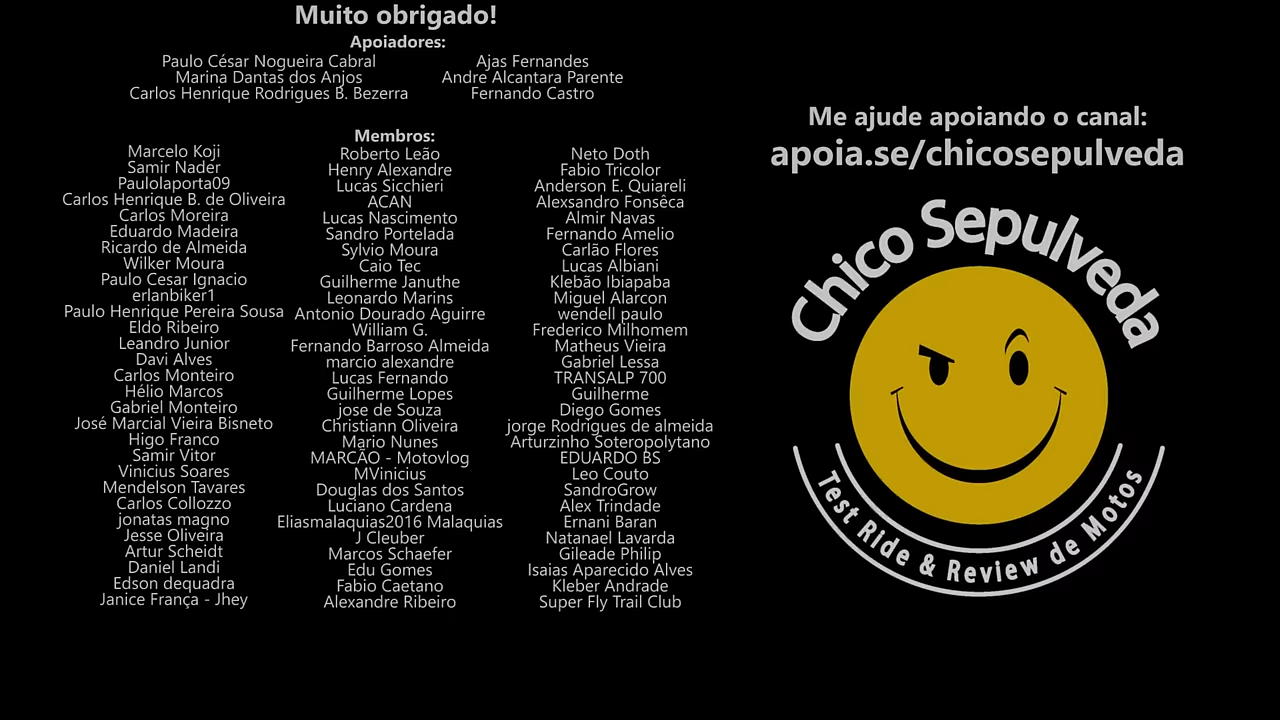 Muito obrigado!
Apoiadores:
Paulo César Nogueira Cabral
Marina Dantas dos Anjos
Carlos Henrique Rodrigues B. Bezerra
Ajas Fernandes
Andre Alcantara Parente
Fernando Castro
Membros:
Marcelo Koji
Samir Nader
Paulolaporta09
Carlos Henrique B. de Oliveira
Carlos Moreira
Eduardo Madeira
Ricardo de Almeida
Wilker Moura
Paulo Cesar Ignacio
erlanbiker1
Paulo Henrique Pereira Sousa
Eldo Ribeiro
Leandro Junior
Davi Alves
Carlos Monteiro
Hélio Marcos
Gabriel Monteiro
José Marcial Vieira Bisneto
Higo Franco
Samir Vitor
Vinicius Soares
Mendelson Tavares
Carlos Collozzo
jonatas magno
Jesse Oliveira
Artur Scheidt
Daniel Landi
Edson dequadra
Janice França - Jhey
Roberto Leão
Henry Alexandre
Lucas Sicchieri
ACAN
Lucas Nascimento
Sandro Portelada
Sylvio Moura
Caio Tec
Guilherme Januthe
Leonardo Marins
Antonio Dourado Aguirre
William G.
Fernando Barroso Almeida
marcio alexandre
Lucas Fernando
Guilherme Lopes
jose de Souza
Christiann Oliveira
Mario Nunes
MARCÃO - Motovlog
MVinicius
Douglas dos Santos
Luciano Cardena
Eliasmalaquias2016 Malaquias
J Cleuber
Marcos Schaefer
Edu Gomes
Fabio Caetano
Alexandre Ribeiro
Neto Doth
Fabio Tricolor
Anderson E. Quiareli
Alexsandro Fonsêca
Almir Navas
Fernando Amelio
Carlão Flores
Lucas Albiani
Klebão Ibiapaba
Miguel Alarcon
wendell paulo
Frederico Milhomem
Matheus Vieira
Gabriel Lessa
TRANSALP 700
Guilherme
Diego Gomes
jorge Rodrigues de almeida
Arturzinho Soteropolytano
EDUARDO BS
Leo Couto
SandroGrow
Alex Trindade
Ernani Baran
Natanael Lavarda
Gileade Philip
Isaias Aparecido Alves
Kleber Andrade
Super Fly Trail Club
Me ajude apoiando o canal:
apoia.se/chicosepulveda
Chico Sepulveda
Test Ride & Review de Motos